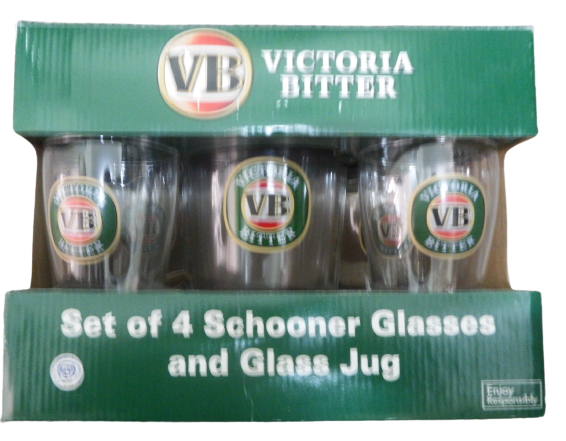 VB
VICTORIA
BITTER
VICTORIA
VB
BITTER
VICTORIA
VB
BITTER
VB
VICTORIA
VB
BITTER
Set of 4 Schooner Glasses
and Glass Jug
Enjoy
Responsibly